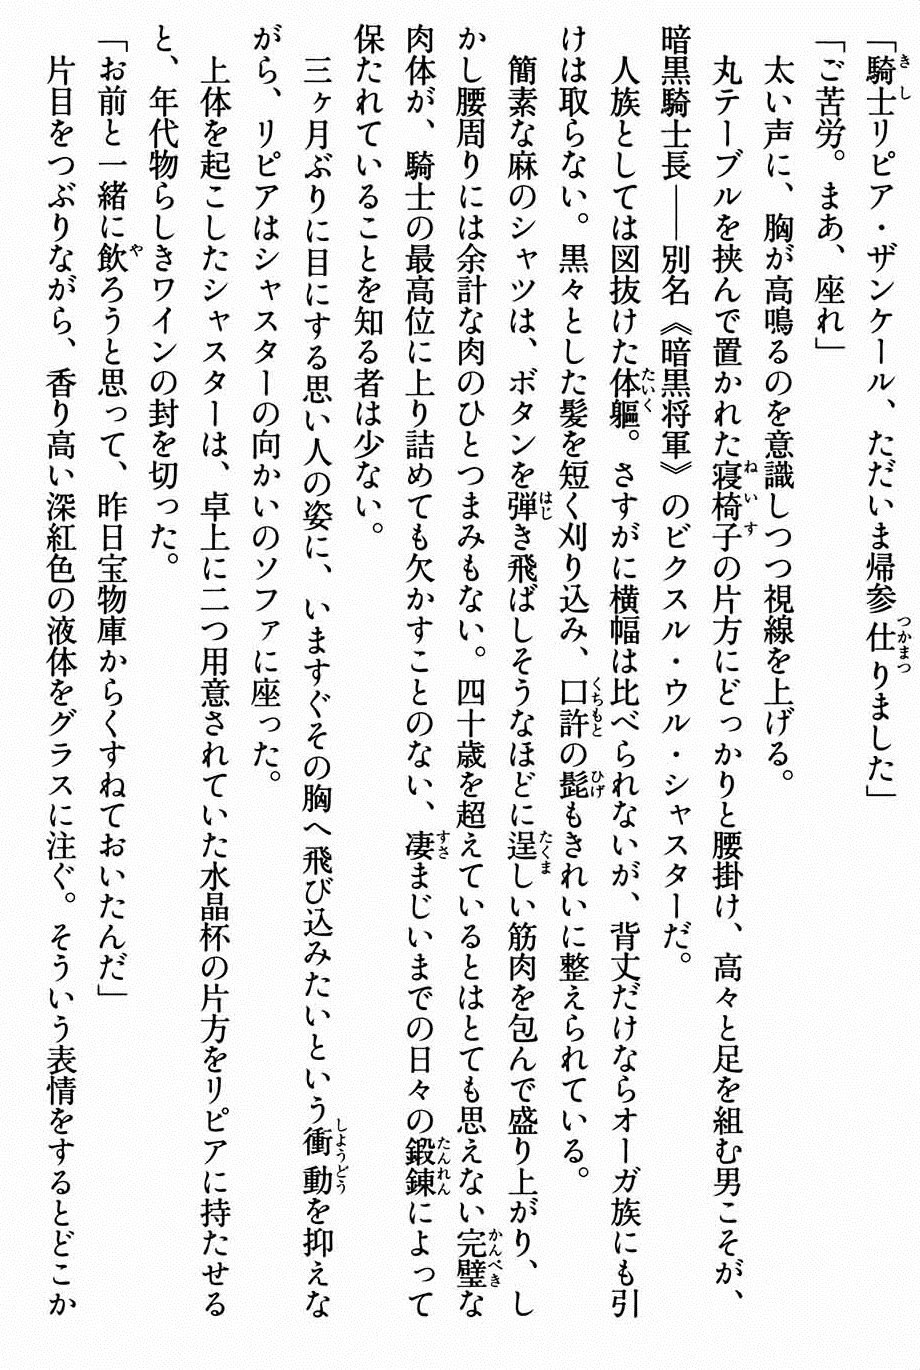 「騎士リピア・ザンケール、ただいま帰参仕りました」
「ご苦労。まあ、座れ」
太い声に、胸が高鳴るのを意識しつつ視線を上げる。
丸テーブルを挟んで置かれた寝椅子の片方にどっかりと腰掛け、高々と足を組む男こそが、
暗黒騎士長――別名《暗黒将軍》のビクスル・ウル・シャスターだ。
人族としては図抜けた体軀。さすがに横幅は比べられないが、背丈だけならオーガ族にも引
けは取らない。黒々とした髪を短く刈り込み、口許の髭もきれいに整えられている。
簡素な麻のシャツは、ボタンを弾き飛ばしそうなほどに逞しい筋肉を包んで盛り上がり、し
かし腰周りには余計な肉のひとつまみもない。四十歳を超えているとはとても思えない完璧な
肉体が、騎士の最高位に上り詰めても欠かすことのない、凄まじいまでの日々の鍛錬によって
保たれていることを知る者は少ない。
三ヶ月ぶりに目にする思い人の姿に、いますぐその胸へ飛び込みたいという衝動を抑えな
がら、リピアはシャスターの向かいのソファに座った。
上体を起こしたシャスターは、卓上に二つ用意されていた水晶杯の片方をリピアに持たせる
と、年代物らしきワインの封を切った。
「お前と一緒に飲ろうと思って、昨日宝物庫からくすねておいたんだ」
片目をつぶりながら、香り高い深紅色の液体をグラスに注ぐ。そういう表情をするとどこか